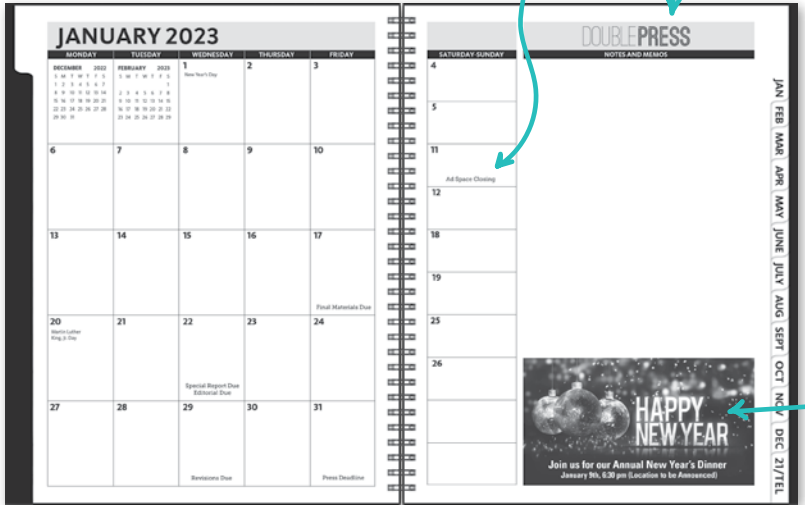 JANUARY 2023
MONDAY TUESDAY WEDNESDAY THURSDAY FRIDAY
DECEMBER 2022
S M T W T F S
1 2 3 4 5 6 7
8 9 10 11 12 13 14
15 16 17 18 19 20 21
22 23 24 25 26 27 28
29 30 31
FEBRUARY 2023
S M T W T F S
1
2 3 4 5 6 7 8
9 10 11 12 13 14 15
16 17 18 19 20 21 22
23 24 25 26 27 28 29
1 2 3
New Year's Day
6 7 8 9 10
13 14 15 16 17
Final Materials Due
20 21 22 23 24
Martin Luther
King, Jr. Day
Special Report Due
Editorial Due
27 28 29 30 31
Revisions Due Press Deadline
DOUBLEPRESS
SATURDAY-SUNDAY NOTES AND MEMOS
4
5
11
Ad Space Closing
12
18
19
25
26
HAPPY
NEW YEAR
Join us for our Annual New Year's Dinner
January 9th, 6:30 pm (Location to be Announced)
JAN
FEB
MAR
APR
MAY
JUNE
JULY
AUG
SEPT
OCT
NOV
DEC
21/TEL